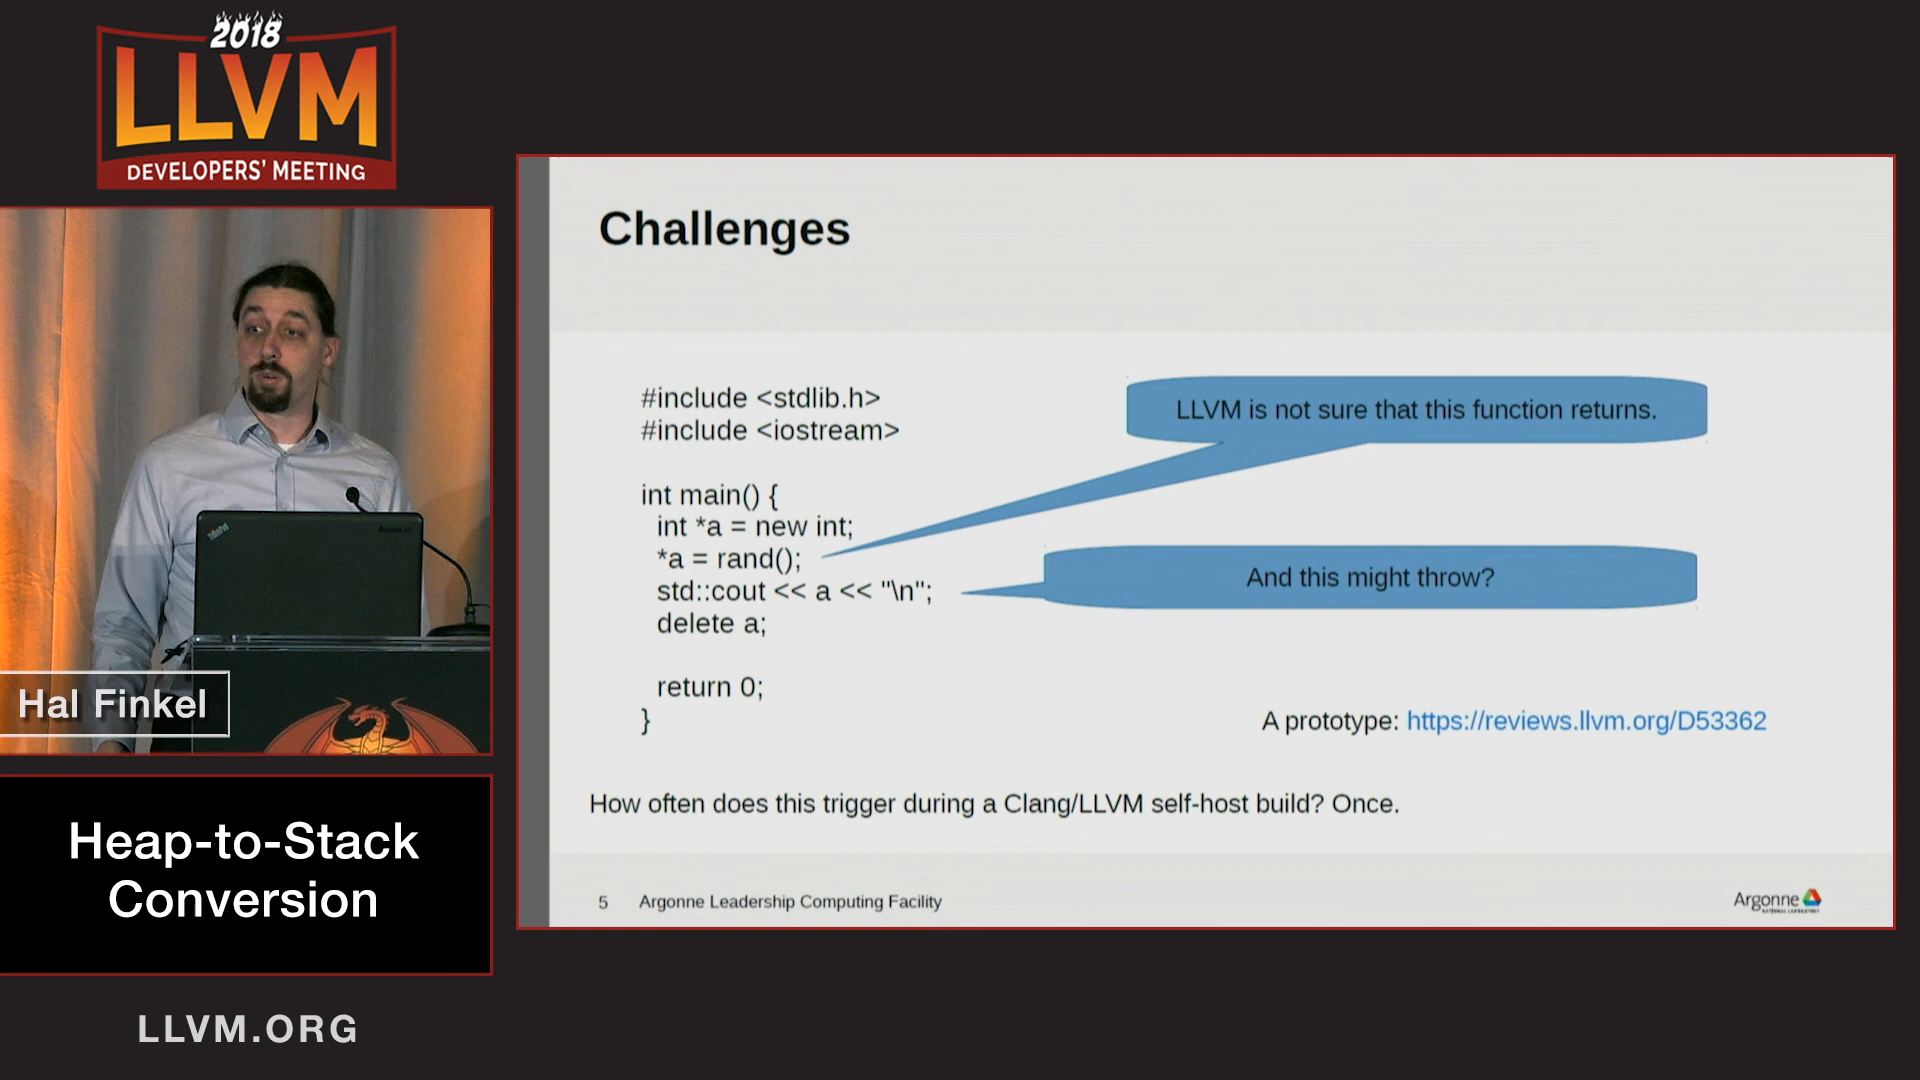 2018
LLVM
DEVELOPERS' MEETING
Hal Finkel
Heap-to-Stack
Conversion
LLVM.ORG
Challenges
#include <stdlib.h>
#include <iostream>
int main() {
int *a = new int;
*a = rand();
std::cout << a << "\n";
delete a;
return 0;
}
LLVM is not sure that this function returns.
And this might throw?
A prototype: https://reviews.llvm.org/D53362
How often does this trigger during a Clang/LLVM self-host build? Once.
5 Argonne Leadership Computing Facility
Argonne
NATIONAL LABORATORY
ThinkPad